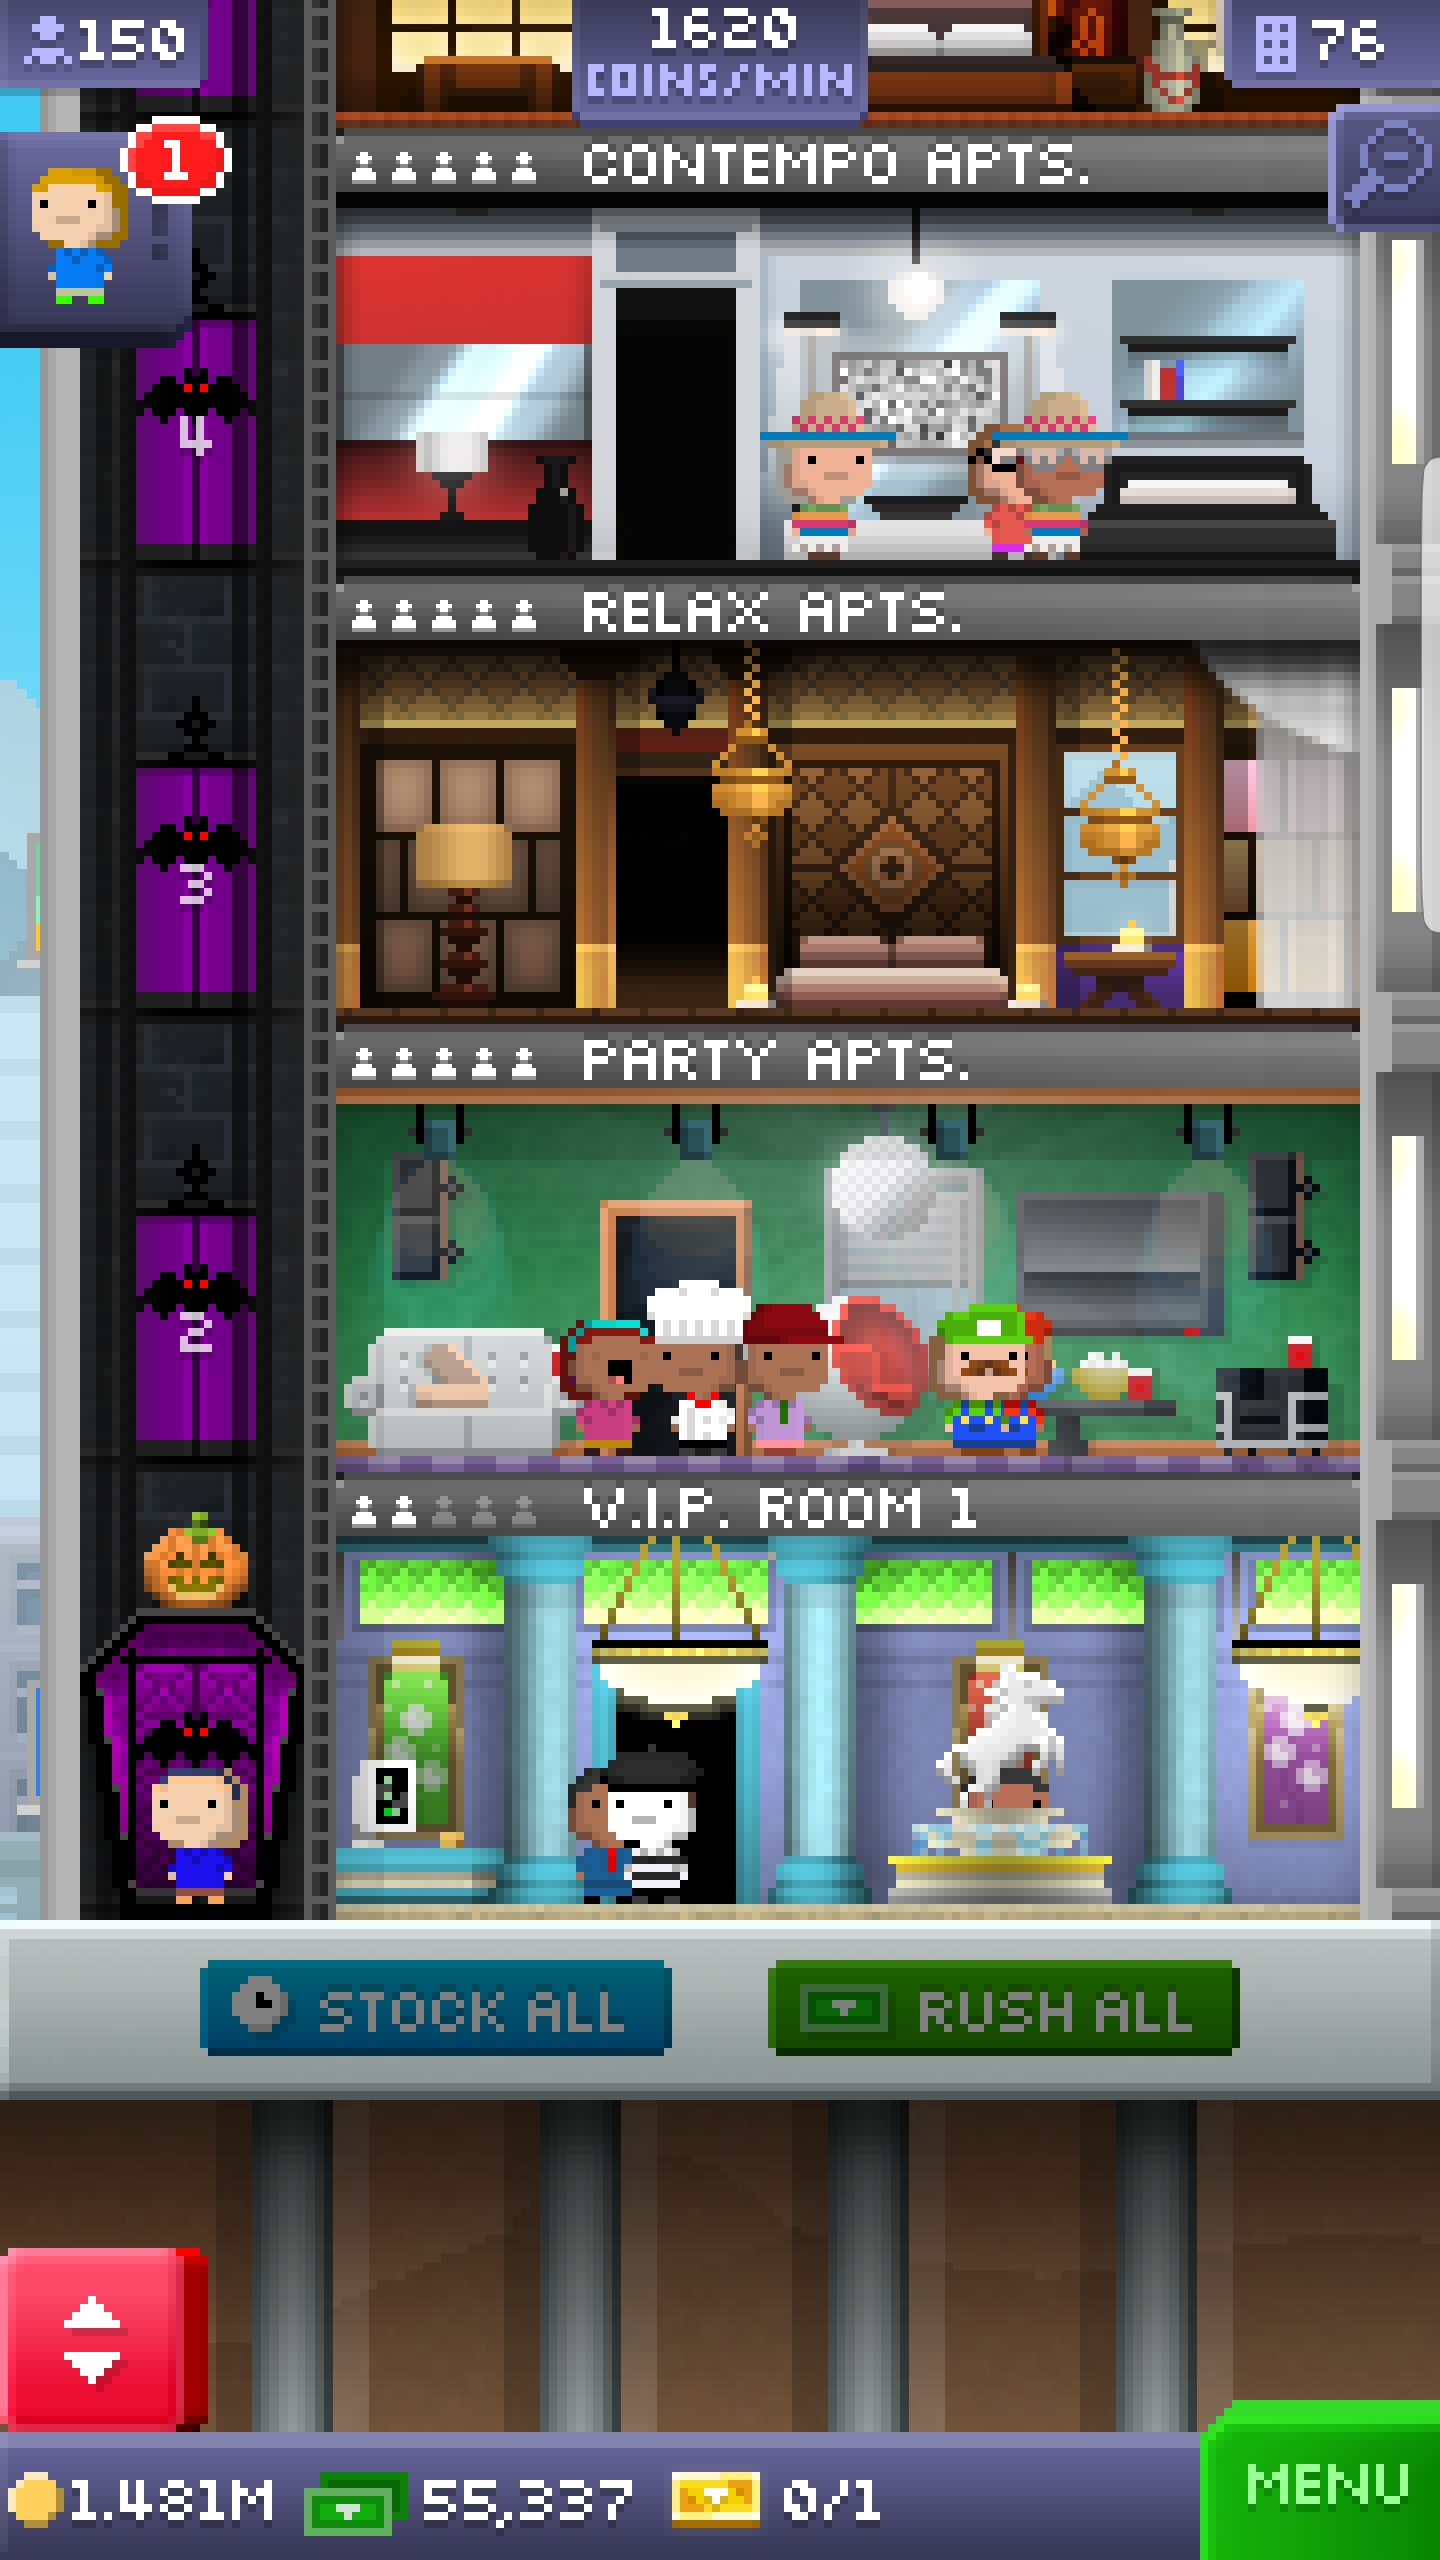 150
1620
COINS/MIN
76
1
CONTEMPO APTS.
4
RELAX APTS.
3
PARTY APTS.
2
V.I.P. ROOM 1
STOCK ALL
RUSH ALL
1.481M
55,337
0/1
MENU